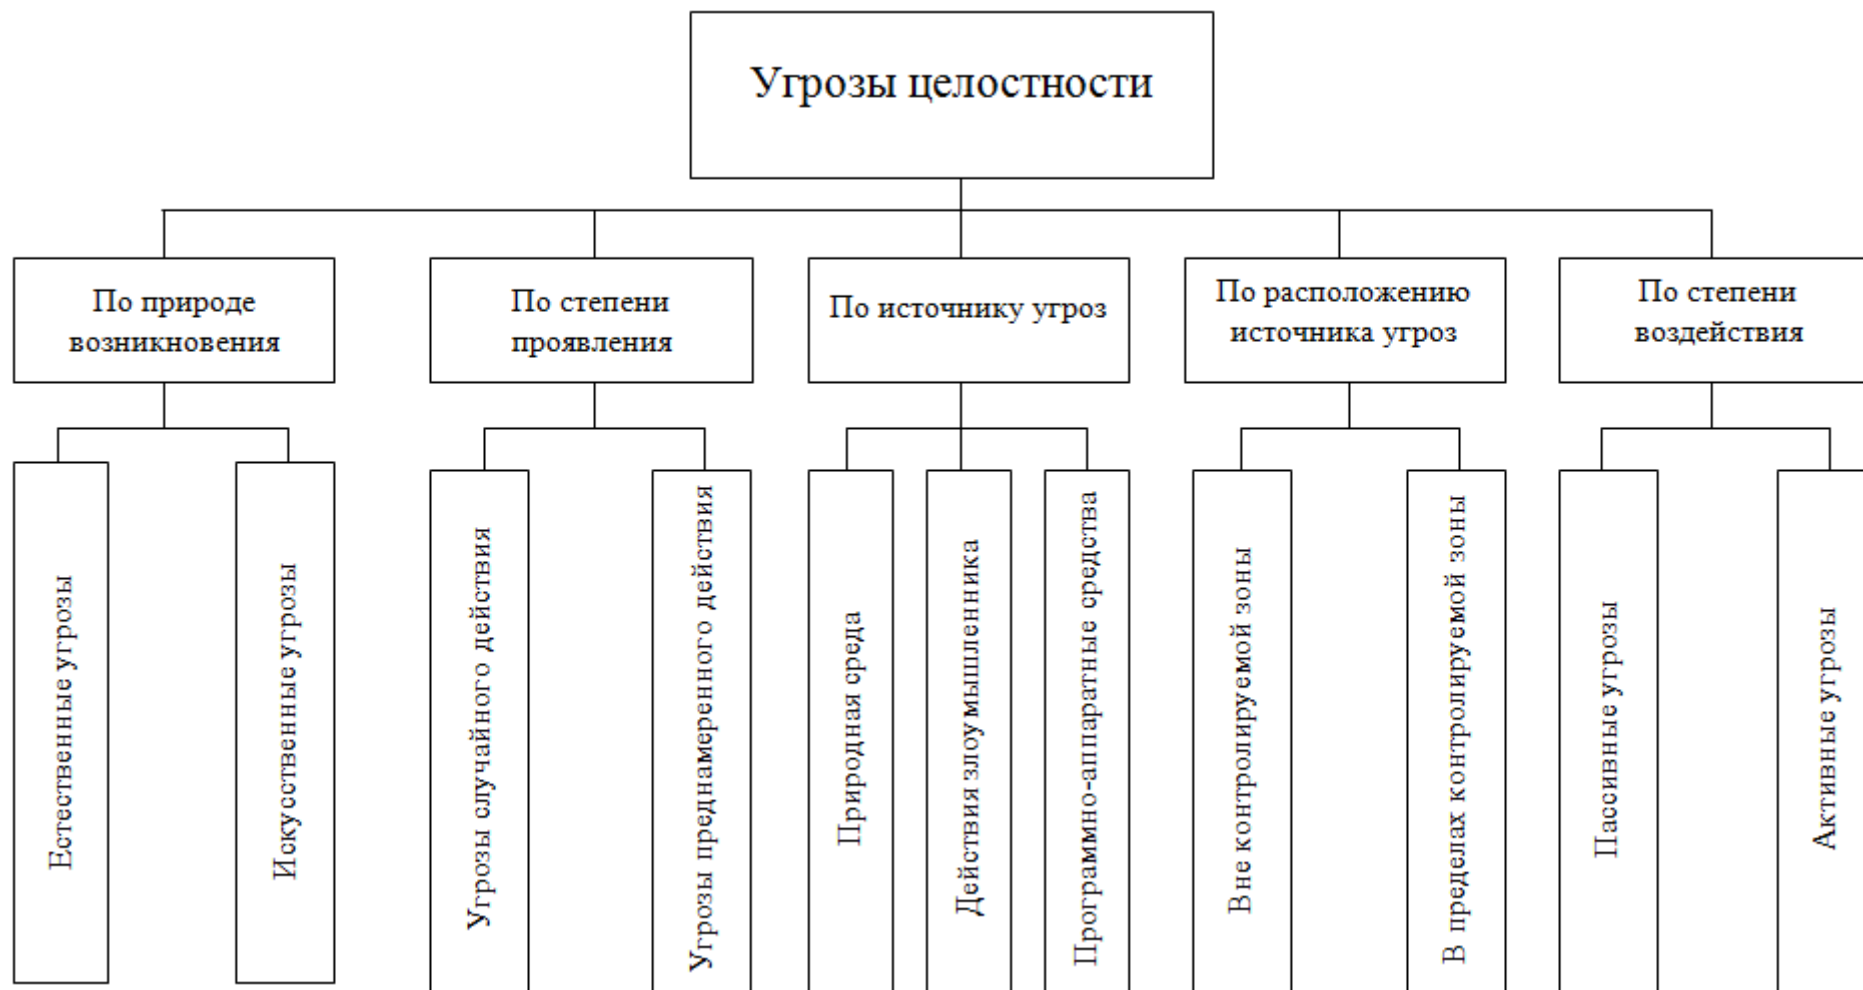 Угрозы целостности
По природе
возникновения
По степени
проявления
По источнику угроз
По расположению
источника угроз
По степени
воздействия
Естественные угрозы
Искусственные угрозы
Угрозы случайного действия
Угрозы преднамеренного действия
Природная среда
Действия злоумышленника
Программно-аппаратные средства
Вне контролируемой зоны
В пределах контролируемой зоны
Пассивные угрозы
Активные угрозы